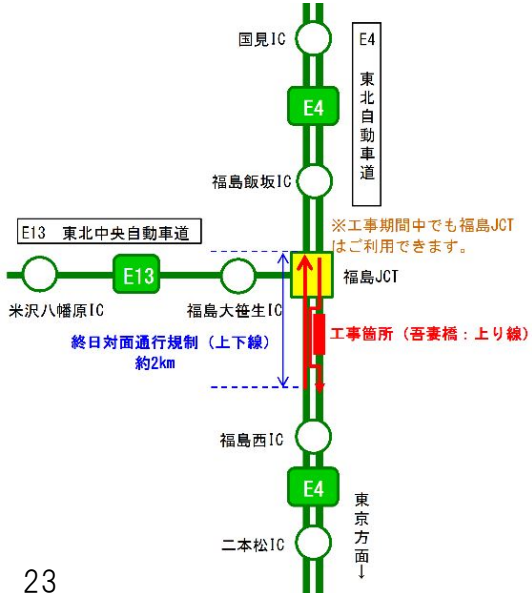 国見IC
E4 東北自動車道
E4
福島飯坂IC
※工事期間中でも福島JCT
はご利用できます。
E13 東北中央自動車道
E13
福島JCT
米沢八幡原IC
福島大笹生IC
終日対面通行規制（上下線）
約2km
工事箇所（吾妻橋：上り線）
福島西IC
E4
東京方面↓
二本松IC
23